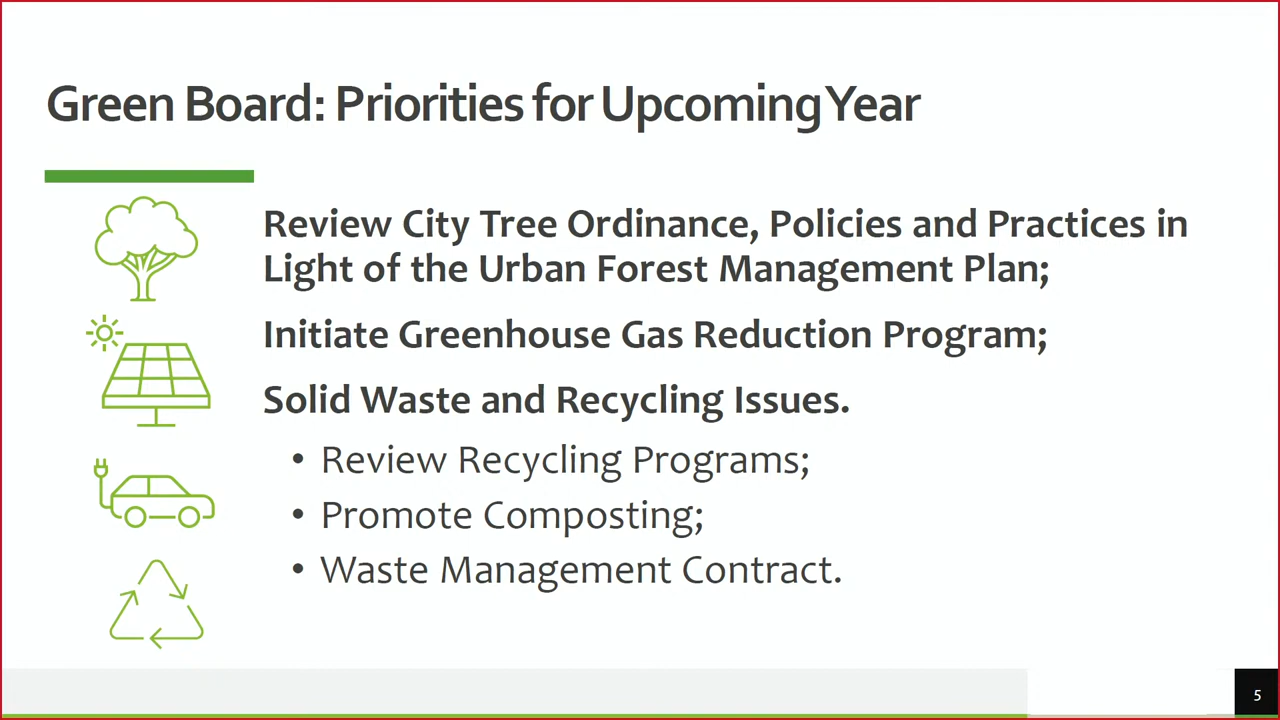 Green Board: Priorities for Upcoming Year
Review City Tree Ordinance, Policies and Practices in
Light of the Urban Forest Management Plan;
Initiate Greenhouse Gas Reduction Program;
Solid Waste and Recycling Issues.
• Review Recycling Programs;
• Promote Composting;
• Waste Management Contract.
5